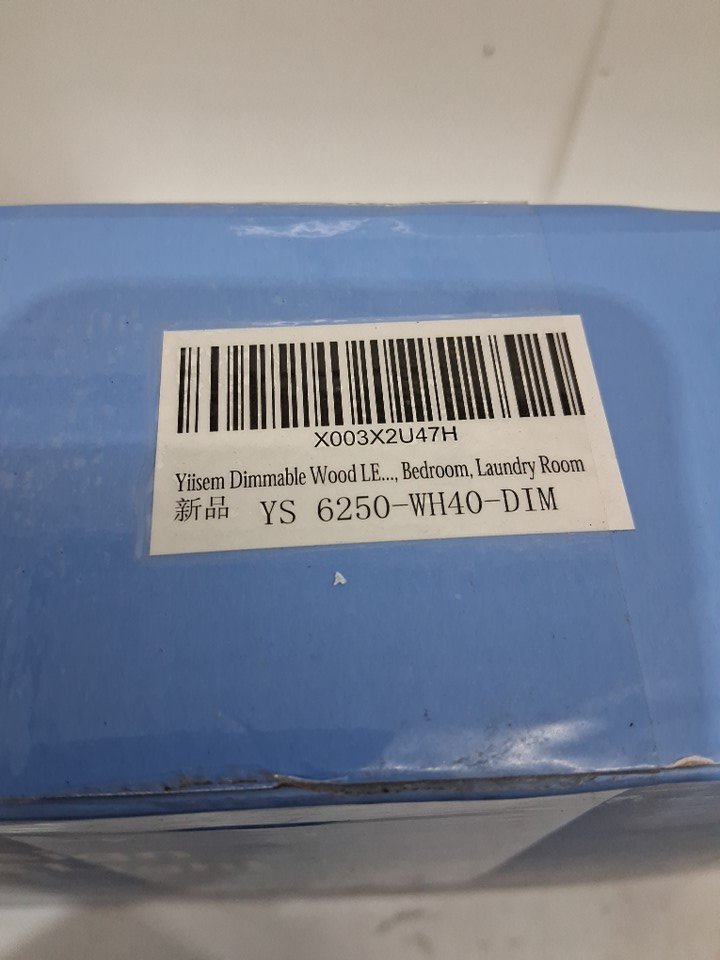 X003X2U47H
Yiisem Dimmable Wood LE..., Bedroom, Laundry Room
新品 YS 6250-WH40-DIM